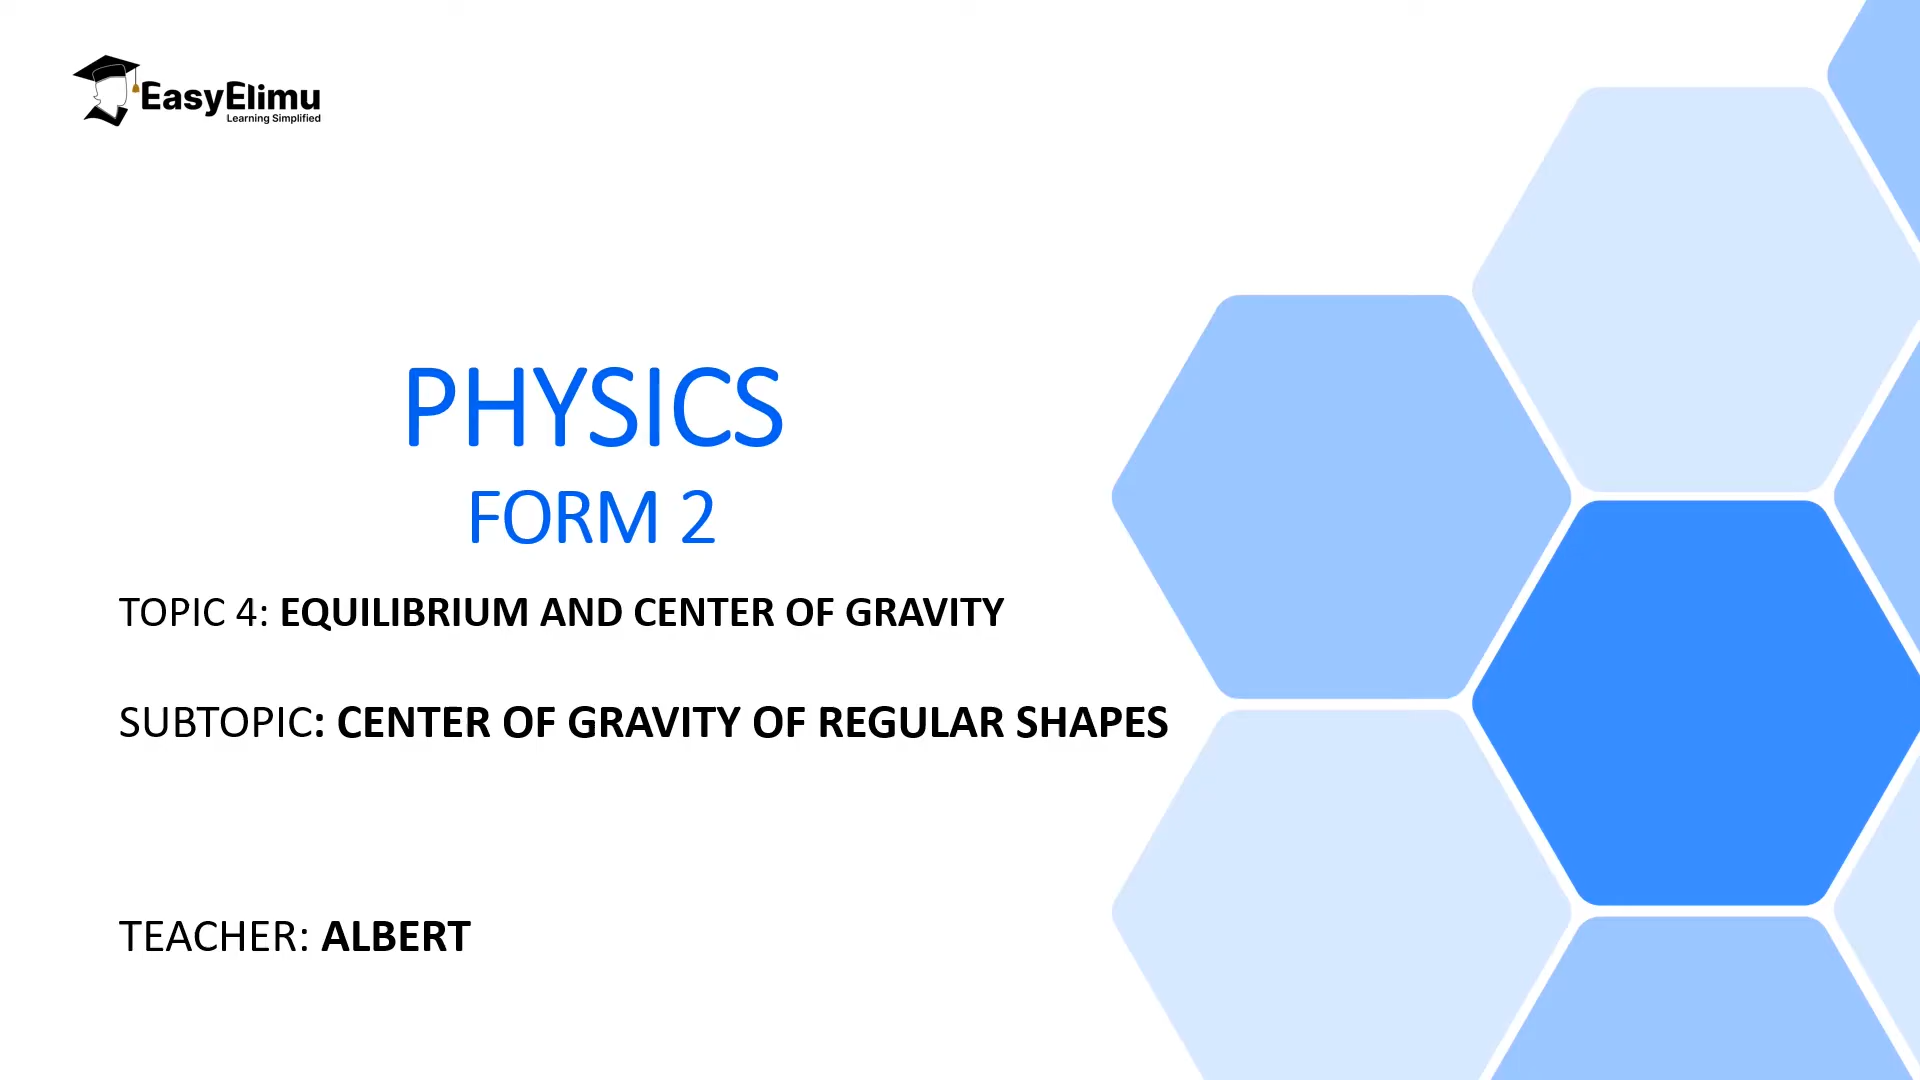 EasyElimu
Learning Simplified
PHYSICS
FORM 2
TOPIC 4: EQUILIBRIUM AND CENTER OF GRAVITY
SUBTOPIC: CENTER OF GRAVITY OF REGULAR SHAPES
TEACHER: ALBERT